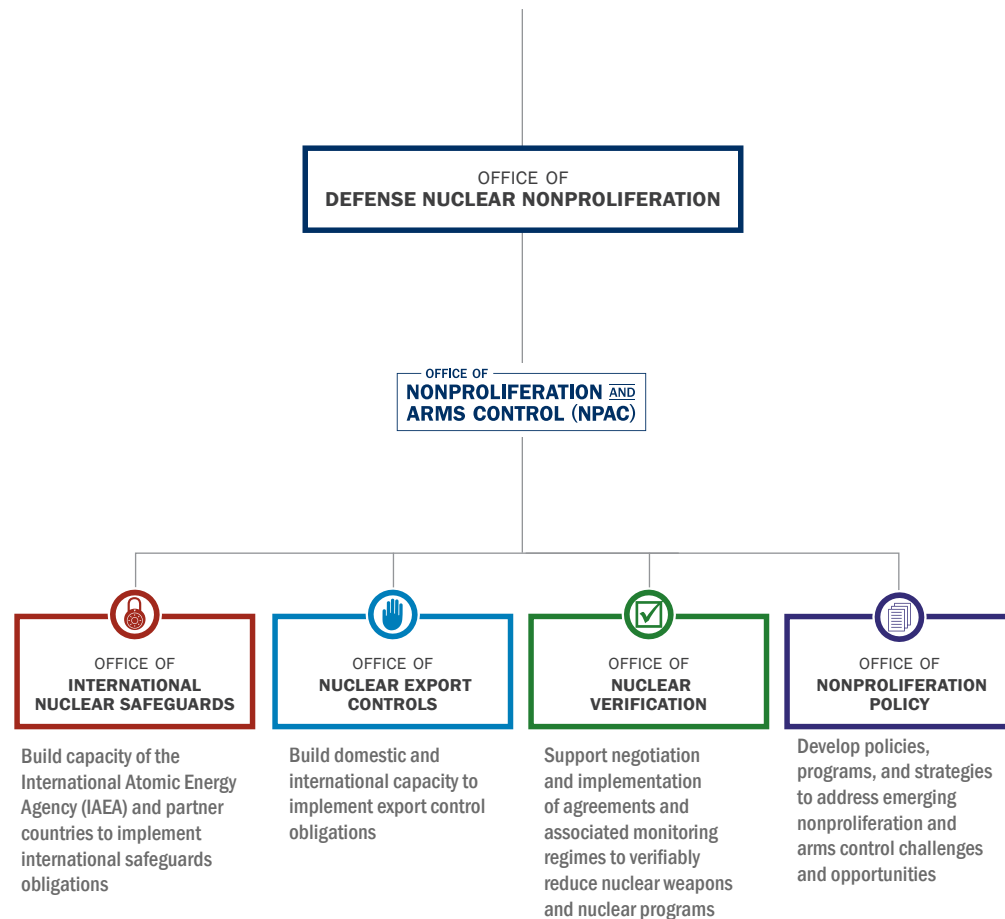 OFFICE OF
DEFENSE NUCLEAR NONPROLIFERATION
OFFICE OF
NONPROLIFERATION AND
ARMS CONTROL (NPAC)
OFFICE OF
INTERNATIONAL
NUCLEAR SAFEGUARDS
Build capacity of the
International Atomic Energy
Agency (IAEA) and partner
countries to implement
international safeguards
obligations
OFFICE OF
NUCLEAR EXPORT
CONTROLS
Build domestic and
international capacity to
implement export control
obligations
OFFICE OF
NUCLEAR
VERIFICATION
Support negotiation
and implementation
of agreements and
associated monitoring
regimes to verifiably
reduce nuclear weapons
and nuclear programs
OFFICE OF
NONPROLIFERATION
POLICY
Develop policies,
programs, and strategies
to address emerging
nonproliferation and
arms control challenges
and opportunities